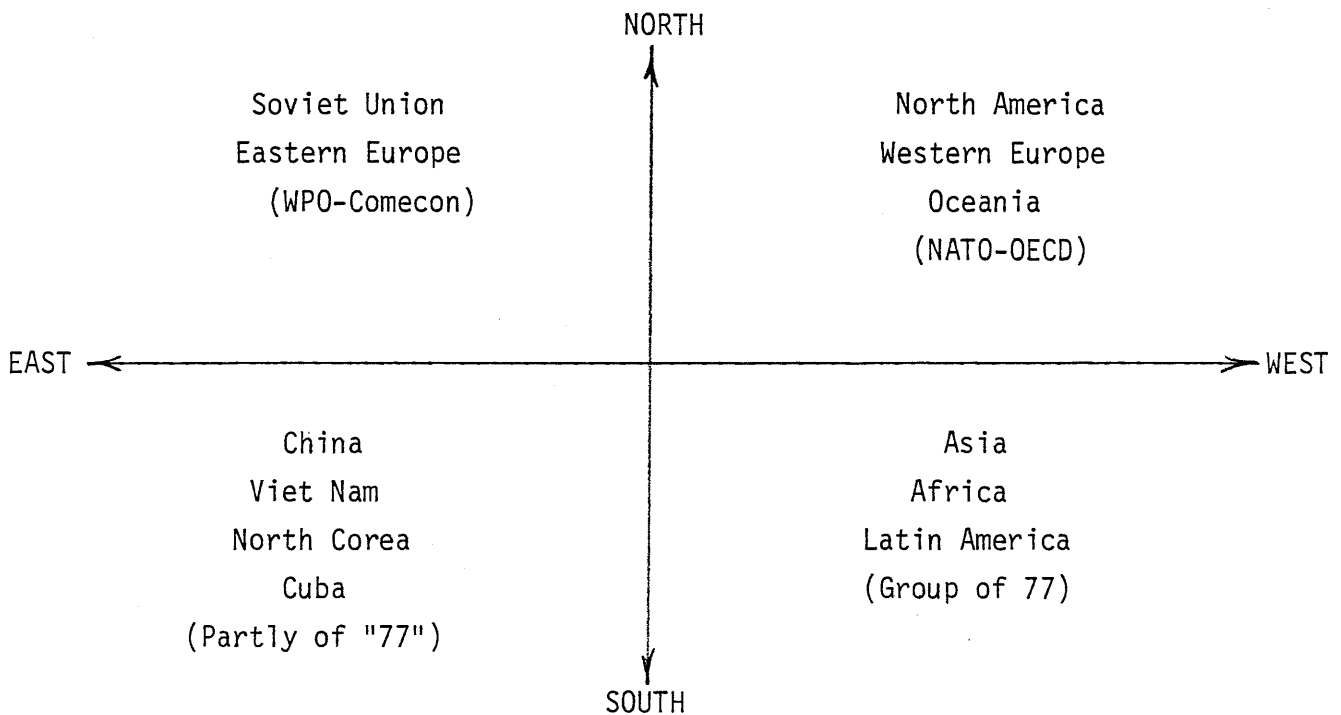 NORTH
Soviet Union
Eastern Europe
(WPO-Comecon)
North America
Western Europe
Oceania
(NATO-OECD)
EAST
WEST
China
Viet Nam
North Corea
Cuba
(Partly of "77")
Asia
Africa
Latin America
(Group of 77)
SOUTH